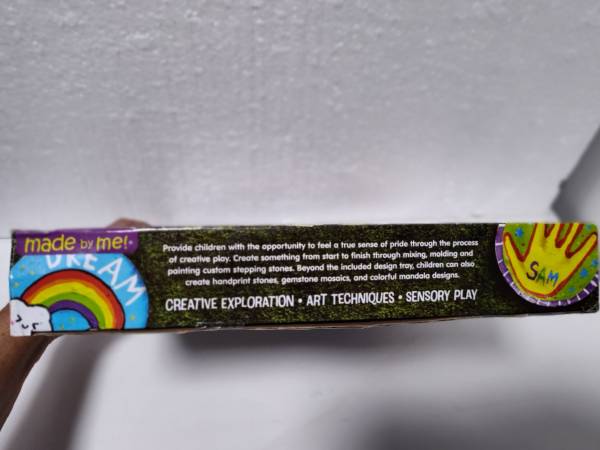 made by me!
DREAM
Provide children with the opportunity to feel a true sense of pride through the process
of creative play. Create something from start to finish through mixing, molding and
painting custom stepping stones. Beyond the included design tray, children can also
create handprint stones, gemstone mosaics, and colorful mandala designs.
CREATIVE EXPLORATION • ART TECHNIQUES • SENSORY PLAY
SAM